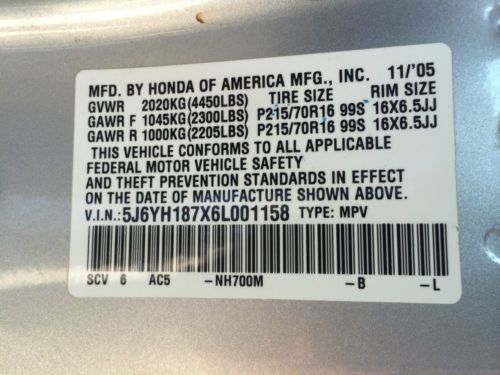 MFD. BY HONDA OF AMERICA MFG., INC. 11/'05
GVWR 2020KG(4450LBS) TIRE SIZE RIM SIZE
GAWR F 1045KG(2300LBS) P215/70R16 99S 16X6.5JJ
GAWR R 1000KG(2205LBS) P215/70R16 99S 16X6.5JJ
THIS VEHICLE CONFORMS TO ALL APPLICABLE
FEDERAL MOTOR VEHICLE SAFETY
AND THEFT PREVENTION STANDARDS IN EFFECT
ON THE DATE OF MANUFACTURE SHOWN ABOVE.
V.I.N.: 5J6YH187X6L001158 TYPE: MPV
SCV 6 AC5 -NH700M -B -L